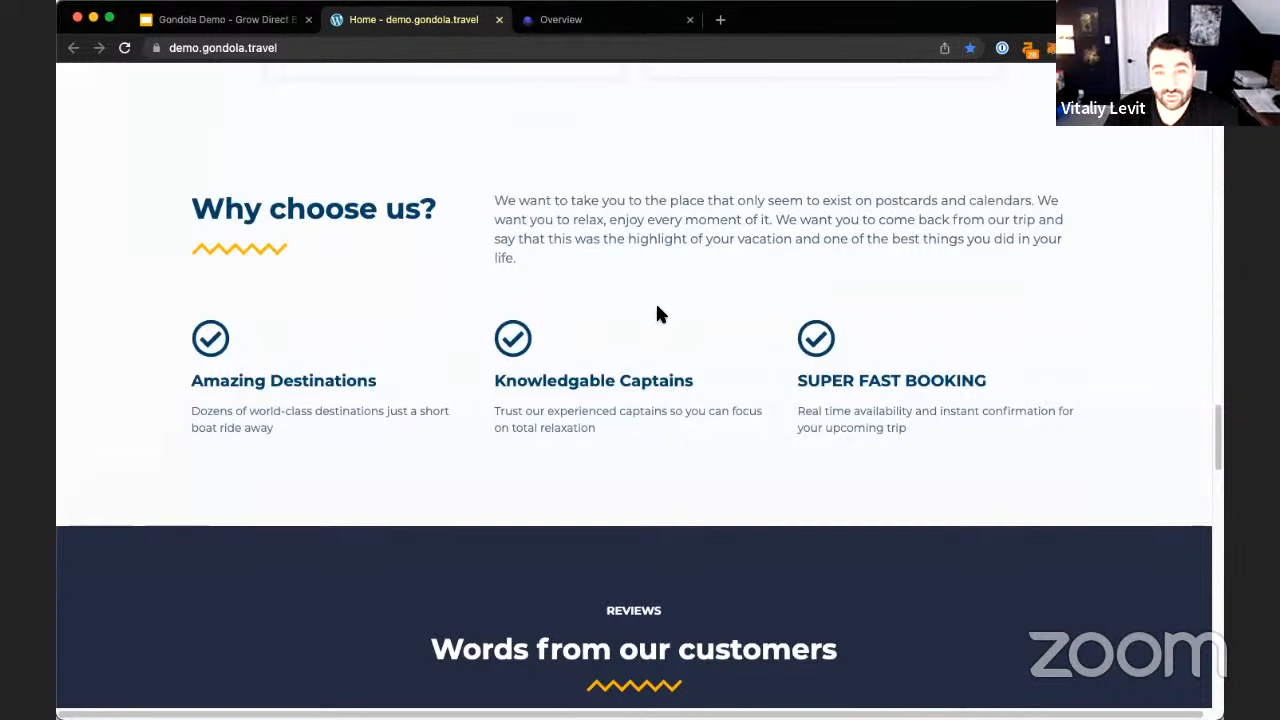 Gondola Demo - Grow Direct B
Home - demo.gondola.travel
Overview
demo.gondola.travel
28
Vitaliy Levit
Why choose us?
We want to take you to the place that only seem to exist on postcards and calendars. We
want you to relax, enjoy every moment of it. We want you to come back from our trip and
say that this was the highlight of your vacation and one of the best things you did in your
life.
Amazing Destinations
Dozens of world-class destinations just a short
boat ride away
Knowledgable Captains
Trust our experienced captains so you can focus
on total relaxation
SUPER FAST BOOKING
Real time availability and instant confirmation for
your upcoming trip
REVIEWS
Words from our customers
zoom